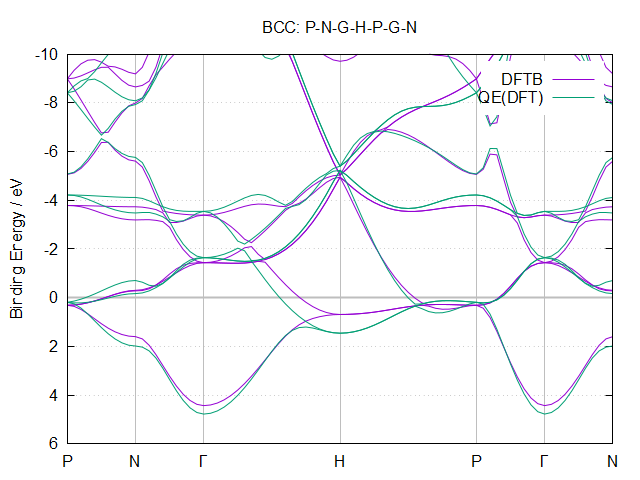 BCC: P-N-G-H-P-G-N
DFTB
QE(DFT)
Binding Energy / eV
-10
-8
-6
-4
-2
0
2
4
6
P N Γ H P Γ N